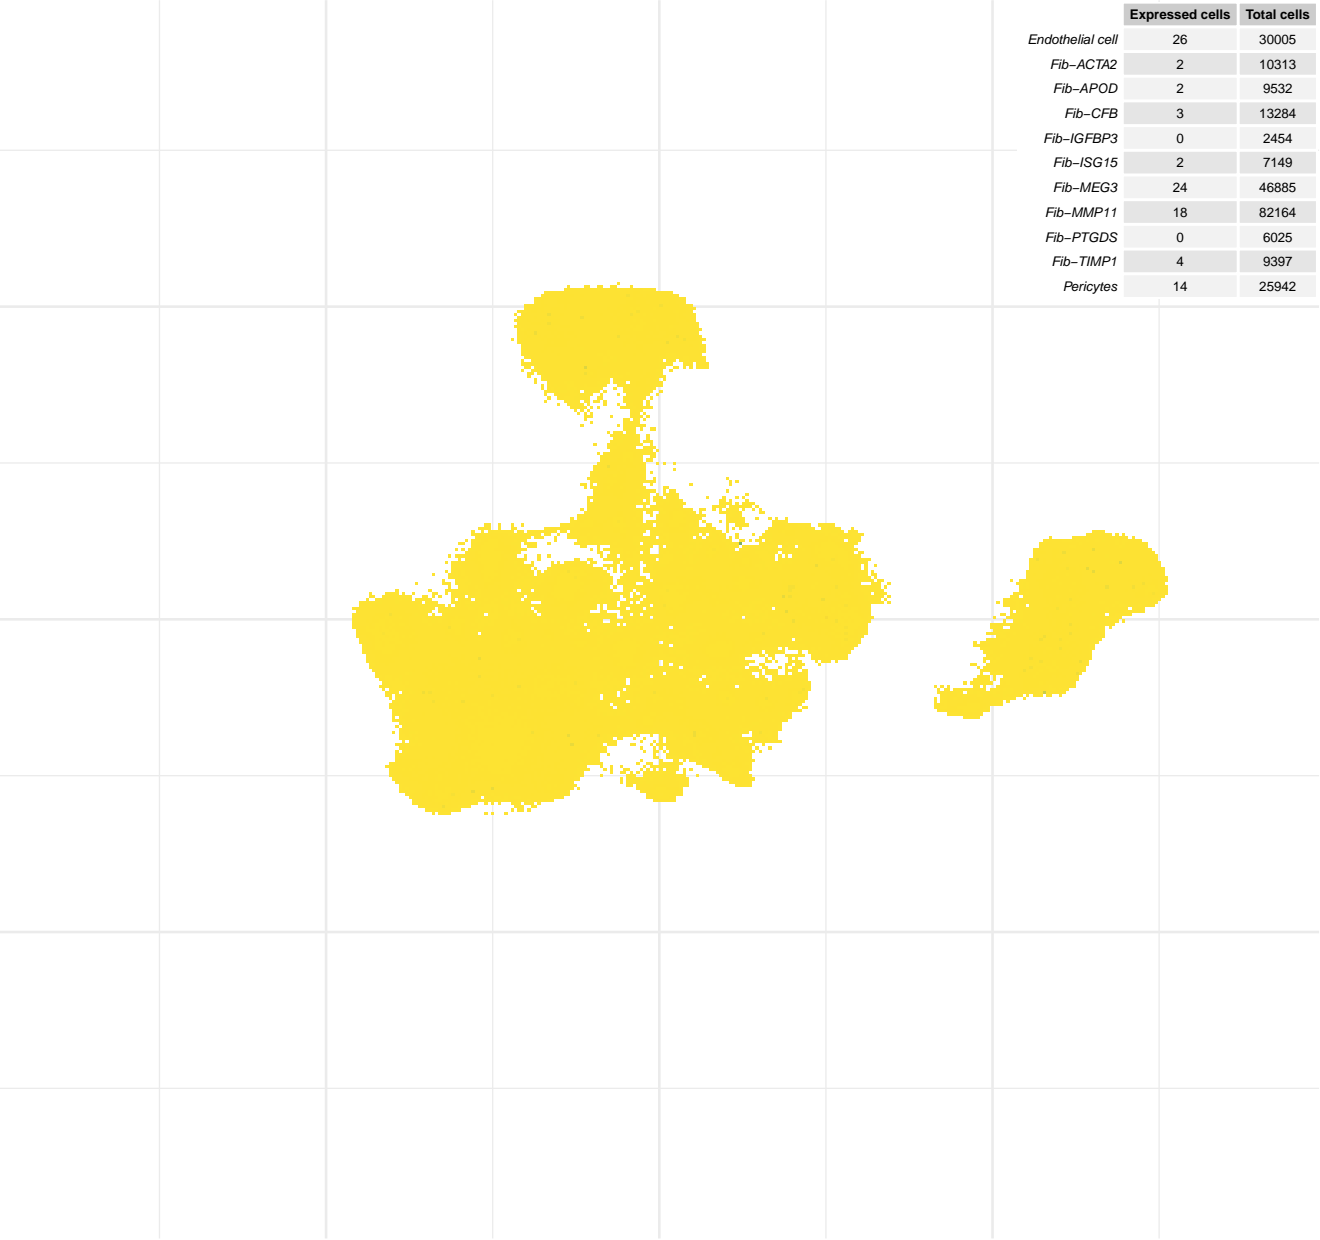 Expressed cells Total cells
Endothelial cell 26 30005
Fib−ACTA2 2 10313
Fib−APOD 2 9532
Fib−CFB 3 13284
Fib−IGFBP3 0 2454
Fib−ISG15 2 7149
Fib−MEG3 24 46885
Fib−MMP11 18 82164
Fib−PTGDS 0 6025
Fib−TIMP1 4 9397
Pericytes 14 25942